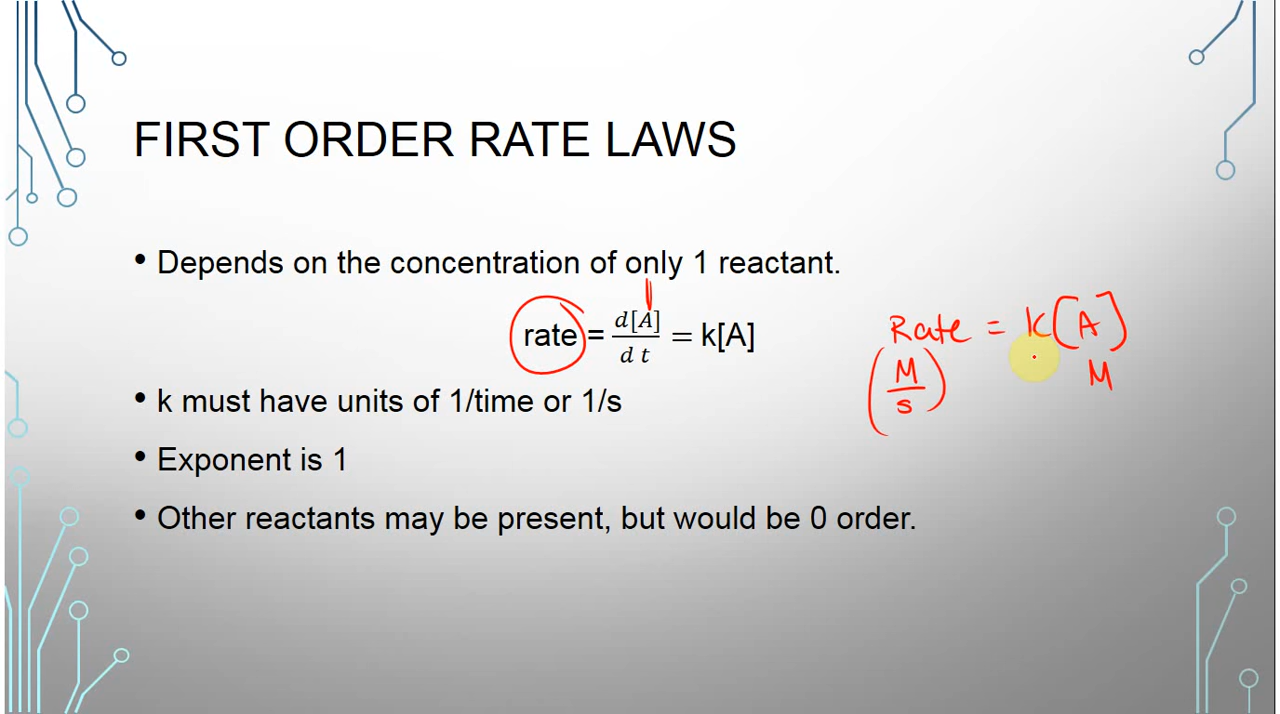 FIRST ORDER RATE LAWS
• Depends on the concentration of only 1 reactant.
rate = d[A]/d t = k[A]
Rate = k[A]
(M/s) M
• k must have units of 1/time or 1/s
• Exponent is 1
• Other reactants may be present, but would be 0 order.